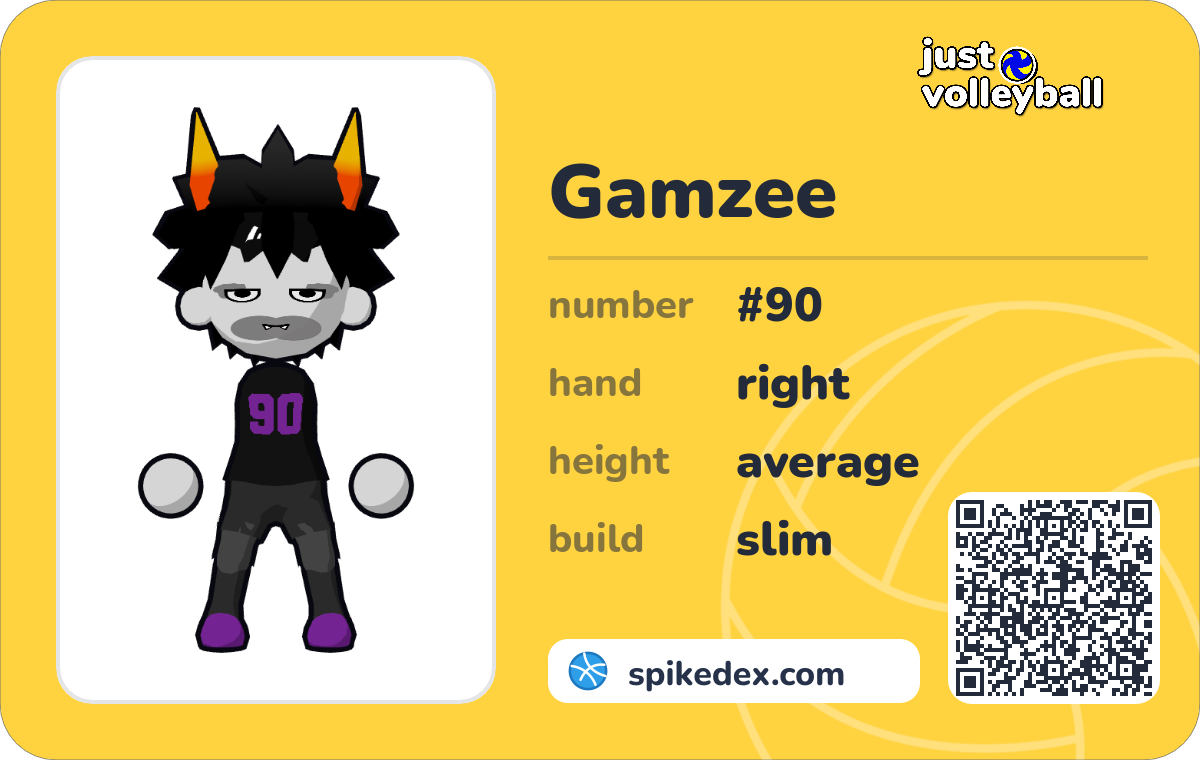 just
volleyball
Gamzee
number #90
hand right
height average
build slim
90
spikedex.com